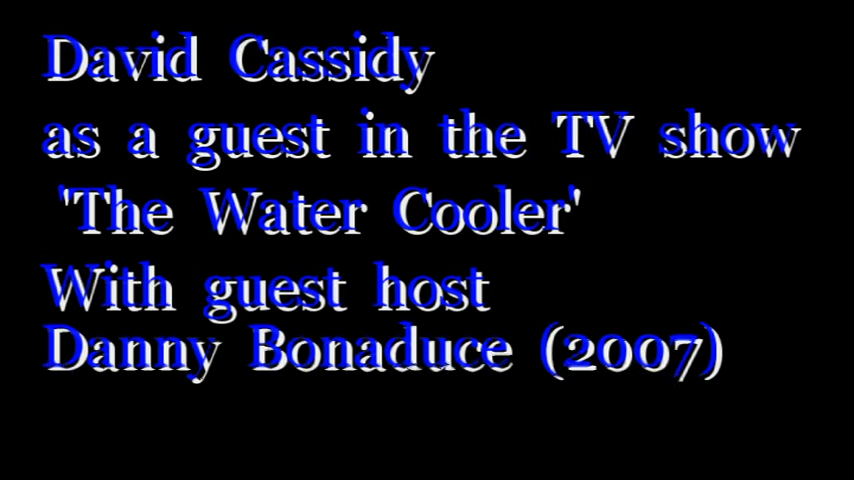 David Cassidy
as a guest in the TV show
'The Water Cooler'
With guest host
Danny Bonaduce (2007)